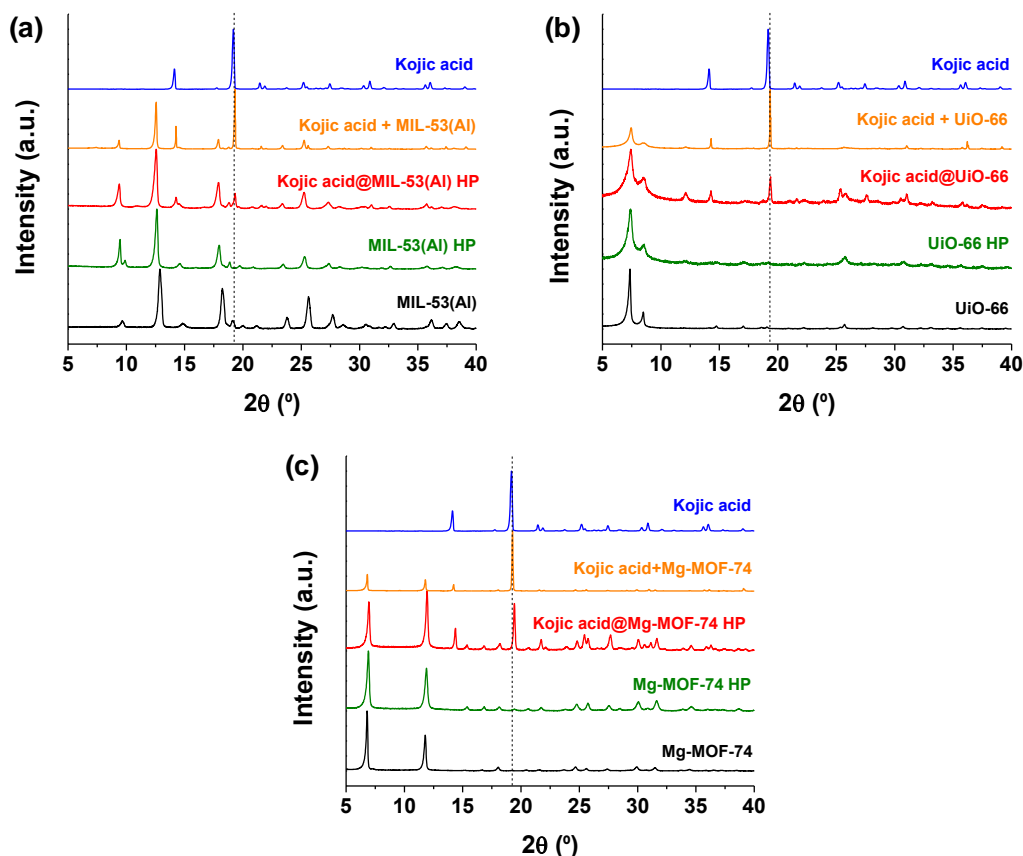 (a)
Kojic acid
Kojic acid + MIL-53(Al)
Kojic acid@MIL-53(Al) HP
MIL-53(Al) HP
MIL-53(Al)
Intensity (a.u.)
5 10 15 20 25 30 35 40
2θ (º)
(b)
Kojic acid
Kojic acid + UiO-66
Kojic acid@UiO-66
UiO-66 HP
UiO-66
Intensity (a.u.)
5 10 15 20 25 30 35 40
2θ (º)
(c)
Kojic acid
Kojic acid+Mg-MOF-74
Kojic acid@Mg-MOF-74 HP
Mg-MOF-74 HP
Mg-MOF-74
Intensity (a.u.)
5 10 15 20 25 30 35 40
2θ (º)